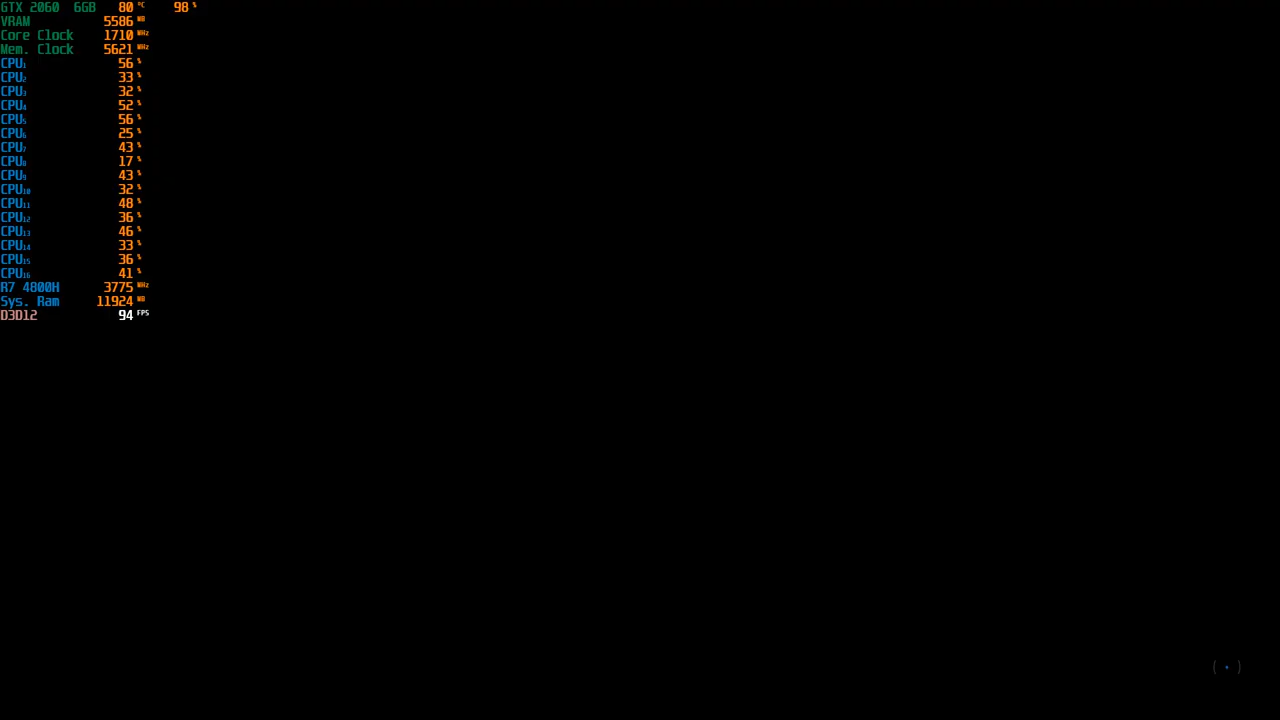 GTX 2060 6GB 80 °C 98 %
VRAM 5586 MB
Core Clock 1710 MHz
Mem. Clock 5621 MHz
CPU1 56 %
CPU2 33 %
CPU3 32 %
CPU4 52 %
CPU5 56 %
CPU6 25 %
CPU7 43 %
CPU8 17 %
CPU9 43 %
CPU10 32 %
CPU11 48 %
CPU12 36 %
CPU13 46 %
CPU14 33 %
CPU15 36 %
CPU16 41 %
R7 4800H 3775 MHz
Sys. Ram 11924 MB
D3D12 94 FPS